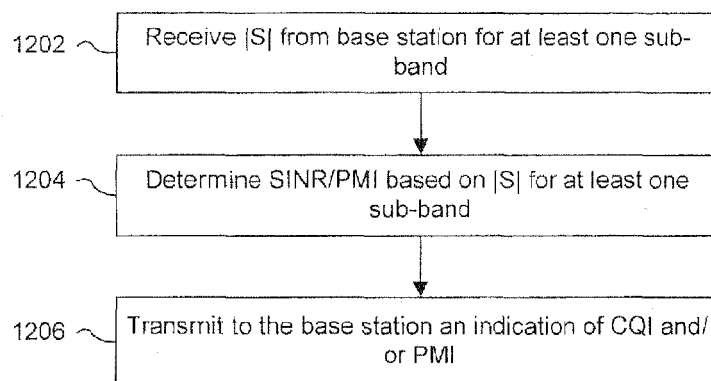 1202
Receive |S| from base station for at least one sub-
band
1204
Determine SINR/PMI based on |S| for at least one
sub-band
1206
Transmit to the base station an indication of CQI and/
or PMI